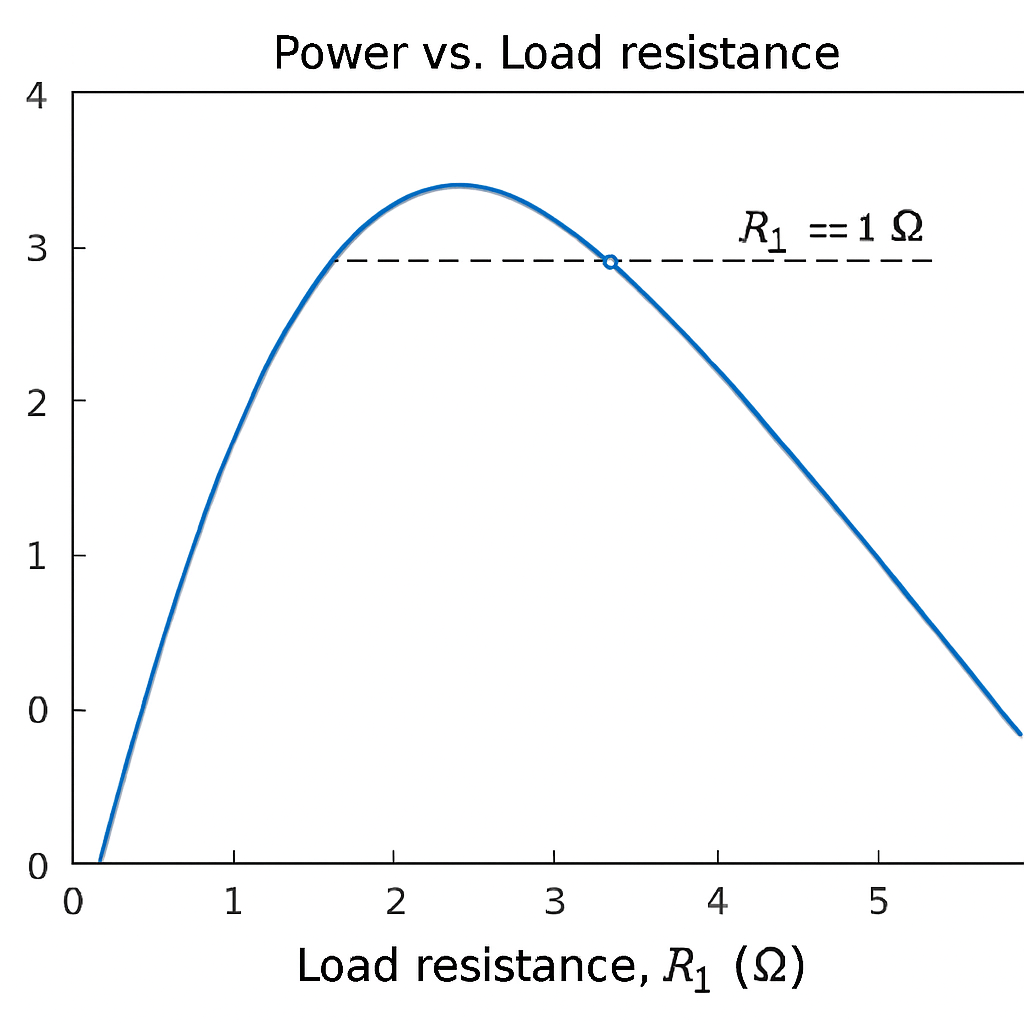 Power vs. Load resistance
4
3
R₁ == 1 Ω
2
1
0
0
0 1 2 3 4 5
Load resistance, R₁ (Ω)